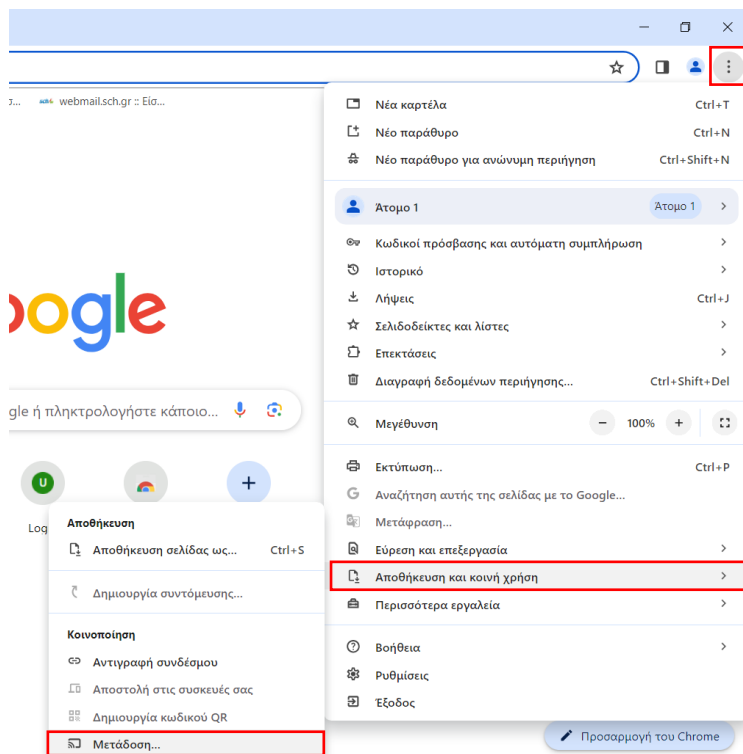 webmail.sch.gr :: Είσ...
Νέα καρτέλα Ctrl+T
Νέο παράθυρο Ctrl+N
Νέο παράθυρο για ανώνυμη περιήγηση Ctrl+Shift+N
Άτομο 1 Άτομο 1
Κωδικοί πρόσβασης και αυτόματη συμπλήρωση
Ιστορικό
Λήψεις Ctrl+J
Σελιδοδείκτες και λίστες
Επεκτάσεις
Διαγραφή δεδομένων περιήγησης... Ctrl+Shift+Del
Μεγέθυνση − 100% +
Εκτύπωση... Ctrl+P
Αναζήτηση αυτής της σελίδας με το Google...
Μετάφραση...
Εύρεση και επεξεργασία
Αποθήκευση και κοινή χρήση
Περισσότερα εργαλεία
Βοήθεια
Ρυθμίσεις
Έξοδος
oogle
gle ή πληκτρολογήστε κάποιο...
U
Log
Αποθήκευση
Αποθήκευση σελίδας ως... Ctrl+S
Δημιουργία συντόμευσης...
Κοινοποίηση
Αντιγραφή συνδέσμου
Αποστολή στις συσκευές σας
Δημιουργία κωδικού QR
Μετάδοση...
Προσαρμογή του Chrome